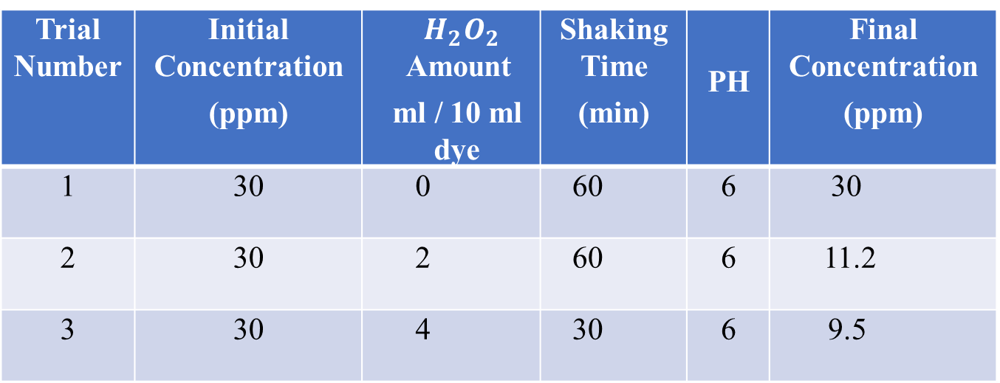 Trial Number Initial Concentration (ppm) H₂O₂ Amount ml / 10 ml dye Shaking Time (min) PH Final Concentration (ppm)
1 30 0 60 6 30
2 30 2 60 6 11.2
3 30 4 30 6 9.5